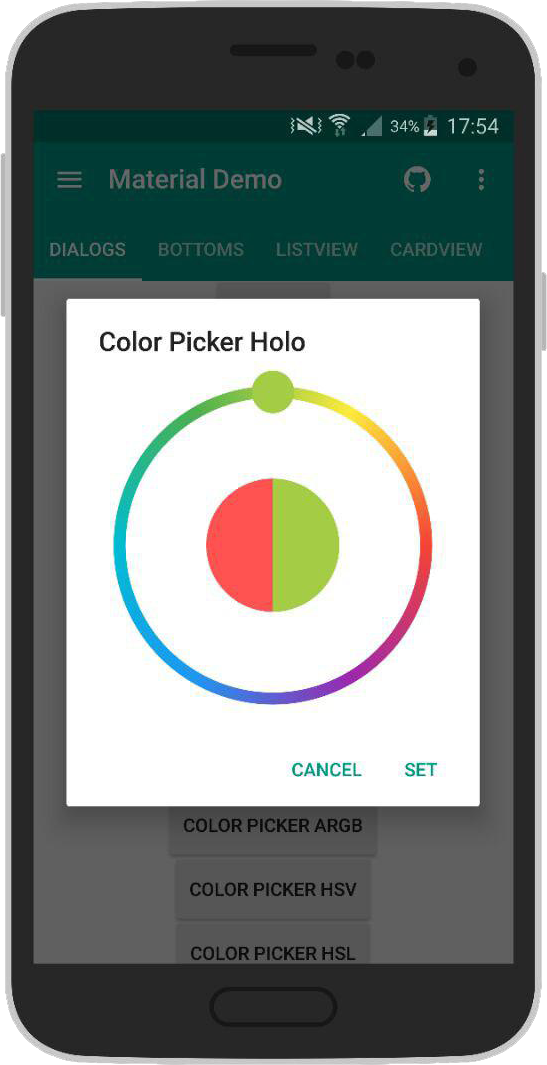 34% 17:54
Material Demo
DIALOGS BOTTOMS LISTVIEW CARDVIEW
Color Picker Holo
CANCEL SET
COLOR PICKER ARGB
COLOR PICKER HSV
COLOR PICKER HSL